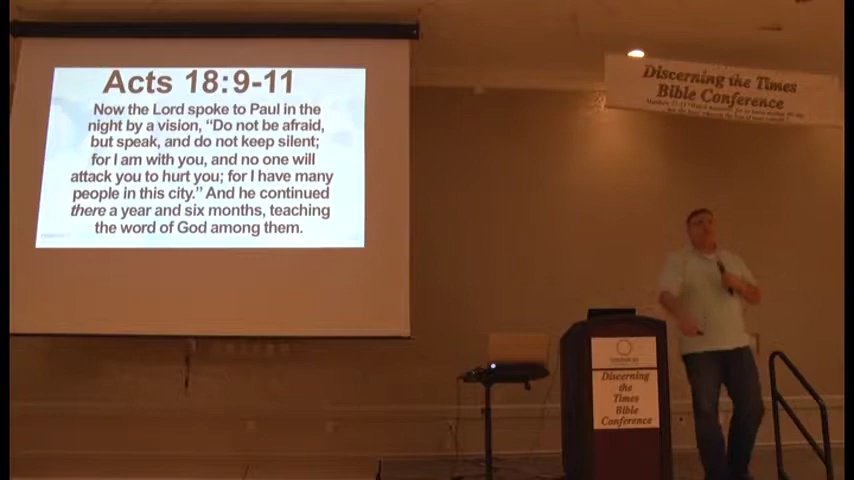 Acts 18:9-11
Now the Lord spoke to Paul in the
night by a vision, “Do not be afraid,
but speak, and do not keep silent;
for I am with you, and no one will
attack you to hurt you; for I have many
people in this city.” And he continued
there a year and six months, teaching
the word of God among them.
Discerning the Times
Bible Conference
Discerning the
Times
Bible
Conference